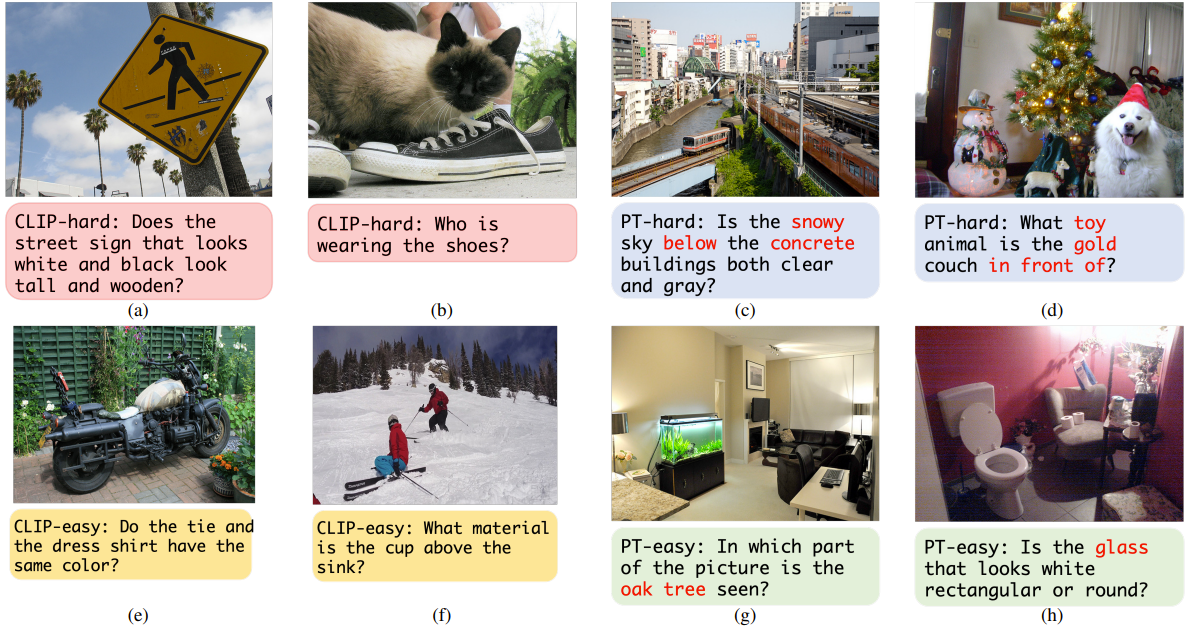 CLIP-hard: Does the
street sign that looks
white and black look
tall and wooden?
(a)
CLIP-hard: Who is
wearing the shoes?
(b)
PT-hard: Is the snowy
sky below the concrete
buildings both clear
and gray?
(c)
PT-hard: What toy
animal is the gold
couch in front of?
(d)
CLIP-easy: Do the tie and
the dress shirt have the
same color?
(e)
CLIP-easy: What material
is the cup above the
sink?
(f)
PT-easy: In which part
of the picture is the
oak tree seen?
(g)
PT-easy: Is the glass
that looks white
rectangular or round?
(h)